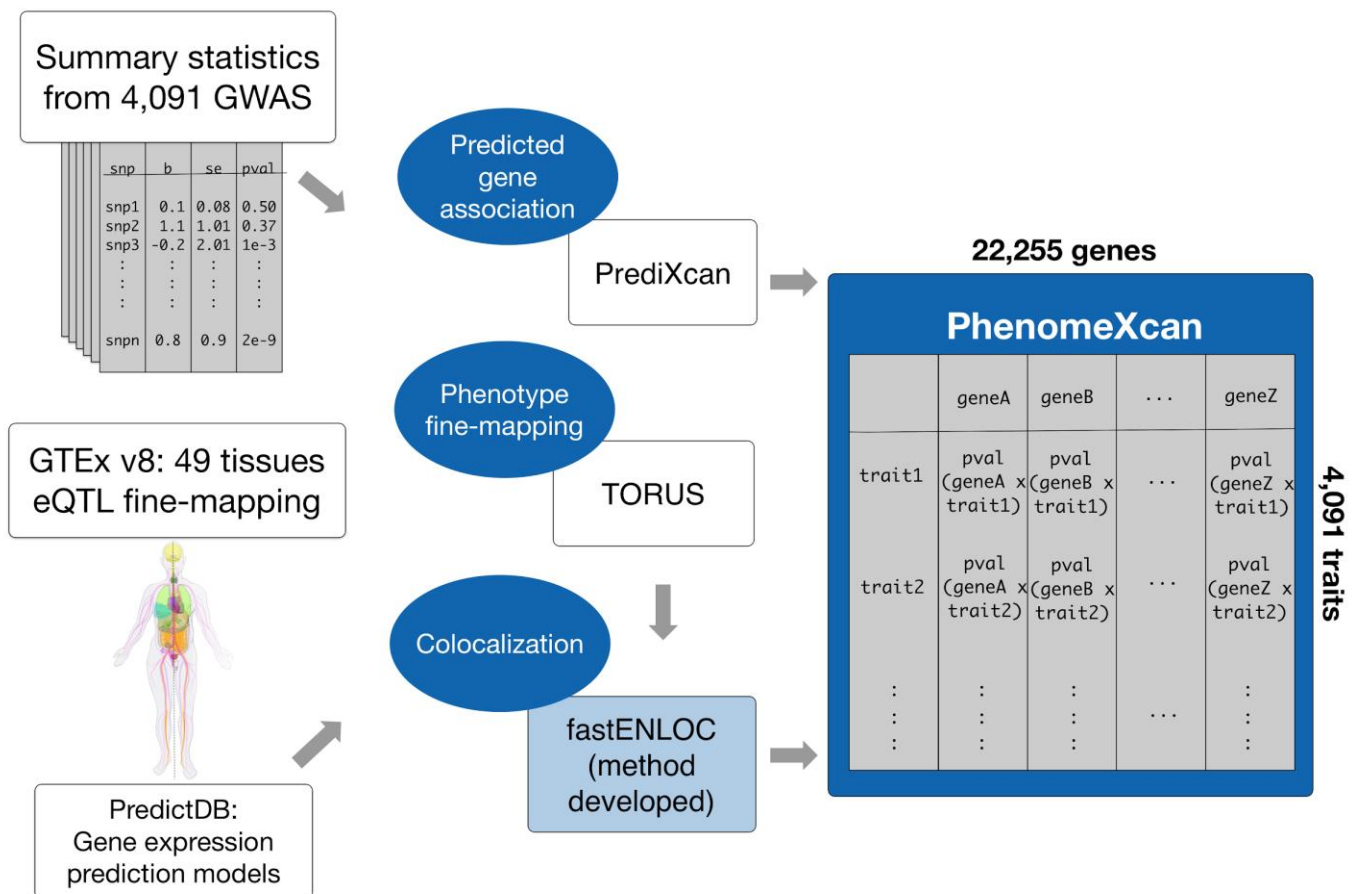 Summary statistics
from 4,091 GWAS
snp b se pval
snp1 0.1 0.08 0.50
snp2 1.1 1.01 0.37
snp3 -0.2 2.01 1e-3
: : : :
: : : :
snpn 0.8 0.9 2e-9
GTEx v8: 49 tissues
eQTL fine-mapping
PredictDB:
Gene expression
prediction models
Predicted
gene
association
PrediXcan
Phenotype
fine-mapping
TORUS
Colocalization
fastENLOC
(method
developed)
22,255 genes
PhenomeXcan
geneA geneB ... geneZ
trait1 pval (geneA x trait1) pval (geneB x trait1) ... pval (geneZ x trait1)
trait2 pval (geneA x trait2) pval (geneB x trait2) ... pval (geneZ x trait2)
: : : ... :
4,091 traits